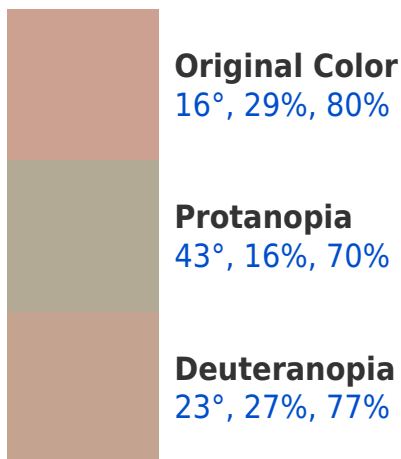 Original Color
16°, 29%, 80%
Protanopia
43°, 16%, 70%
Deuteranopia
23°, 27%, 77%